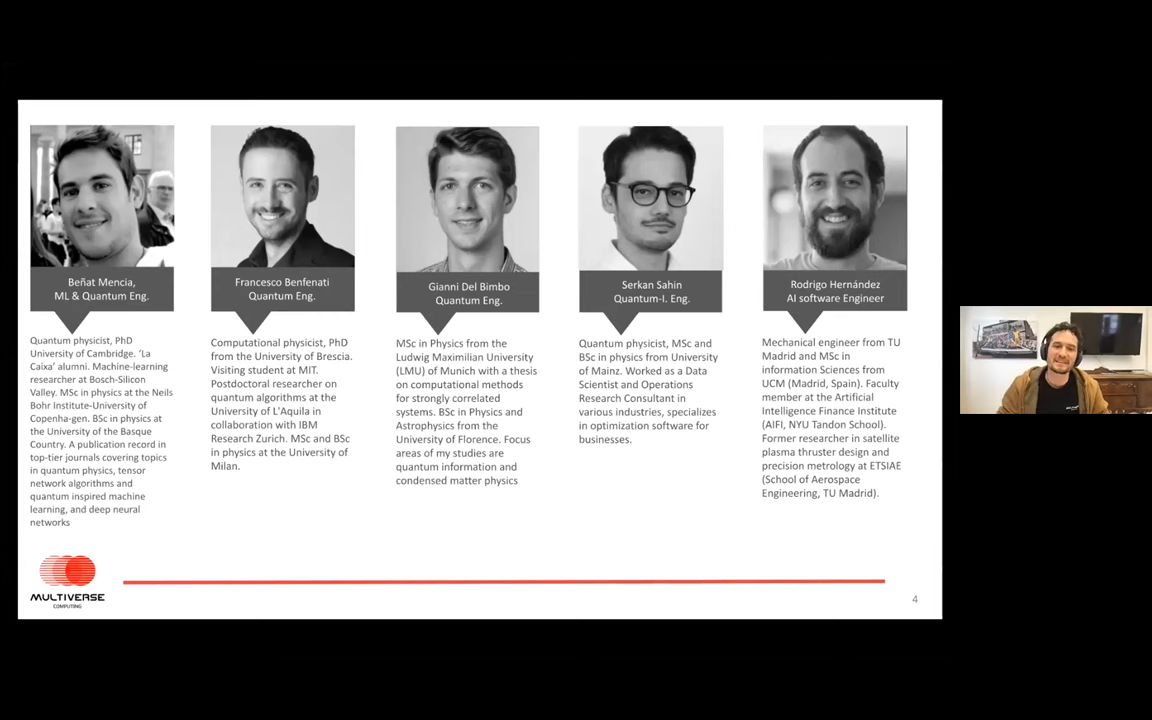 Beñat Mencia,
ML & Quantum Eng.
Quantum physicist, PhD
University of Cambridge. ‘La
Caixa’ alumni. Machine-learning
researcher at Bosch-Silicon
Valley. MSc in physics at the Neils
Bohr Institute-University of
Copenha-gen. BSc in physics at
the University of the Basque
Country. A publication record in
top-tier journals covering topics
in quantum physics, tensor
network algorithms and
quantum inspired machine
learning, and deep neural
networks
Francesco Benfenati
Quantum Eng.
Computational physicist, PhD
from the University of Brescia.
Visiting student at MIT.
Postdoctoral researcher on
quantum algorithms at the
University of L'Aquila in
collaboration with IBM
Research Zurich. MSc and BSc
in physics at the University of
Milan.
Gianni Del Bimbo
Quantum Eng.
MSc in Physics from the
Ludwig Maximilian University
(LMU) of Munich with a thesis
on computational methods
for strongly correlated
systems. BSc in Physics and
Astrophysics from the
University of Florence. Focus
areas of my studies are
quantum information and
condensed matter physics
Serkan Sahin
Quantum-I. Eng.
Quantum physicist, MSc and
BSc in physics from University
of Mainz. Worked as a Data
Scientist and Operations
Research Consultant in
various industries, specializes
in optimization software for
businesses.
Rodrigo Hernández
AI software Engineer
Mechanical engineer from TU
Madrid and MSc in
information Sciences from
UCM (Madrid, Spain). Faculty
member at the Artificial
Intelligence Finance Institute
(AIFI, NYU Tandon School).
Former researcher in satellite
plasma thruster design and
precision metrology at ETSIAE
(School of Aerospace
Engineering, TU Madrid).
MULTIVERSE
COMPUTING
4